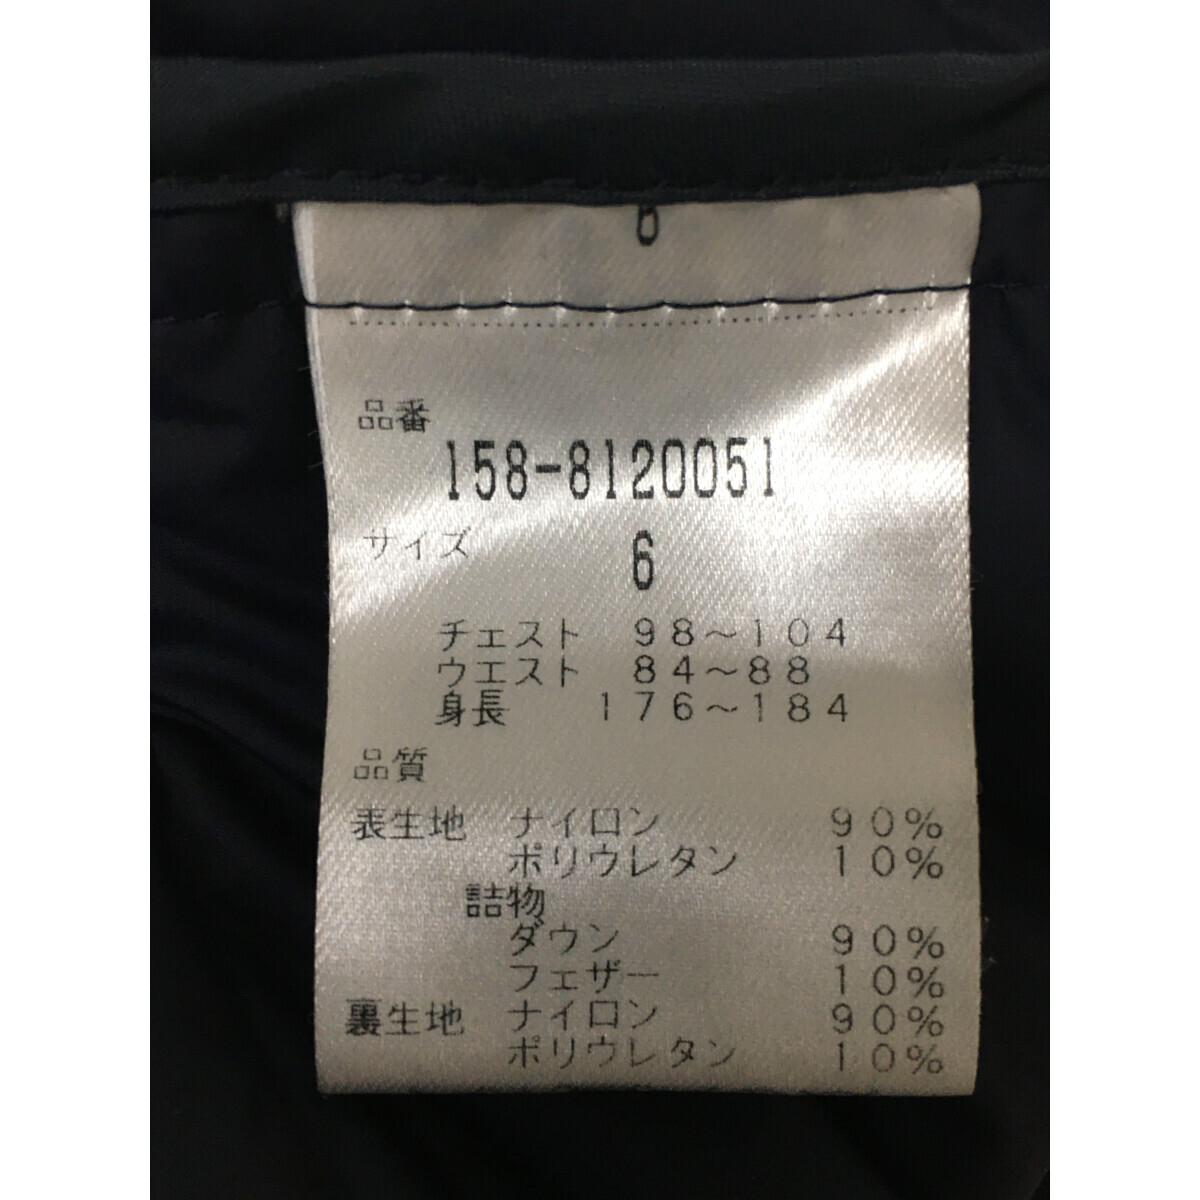 6
品番
158-8120051
サイズ 6
チェスト 98～104
ウエスト 84～88
身長 176～184
品質
表生地 ナイロン 90%
ポリウレタン 10%
詰物
ダウン 90%
フェザー 10%
裏生地 ナイロン 90%
ポリウレタン 10%